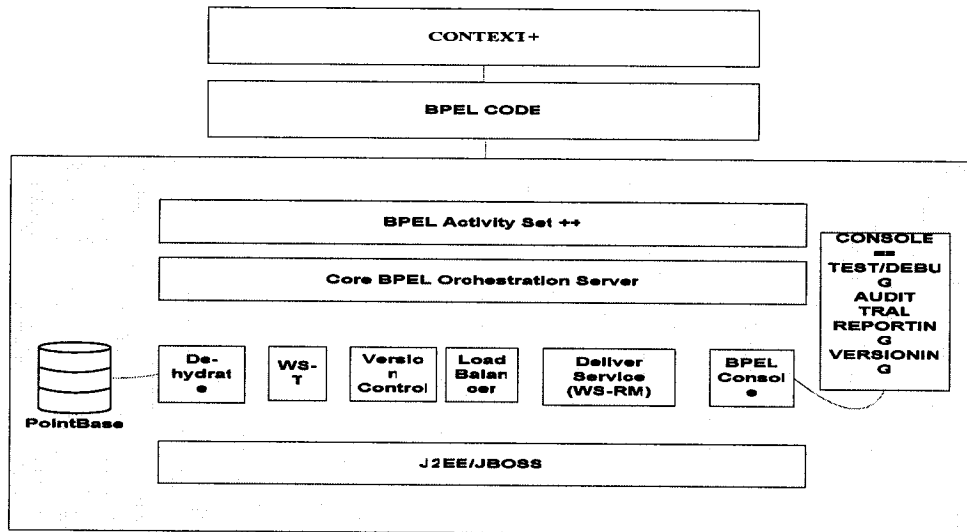 CONTEXT+
BPEL CODE
BPEL Activity Set ++
Core BPEL Orchestration Server
CONSOLE
==
TEST/DEBU
G
AUDIT
TRAL
REPORTIN
G
VERSIONIN
G
PointBase
De-
hydrat
e
WS-
T
Versio
n
Control
Load
Balan
cer
Deliver
Service
(WS-RM)
BPEL
Consol
e
J2EE/JBOSS